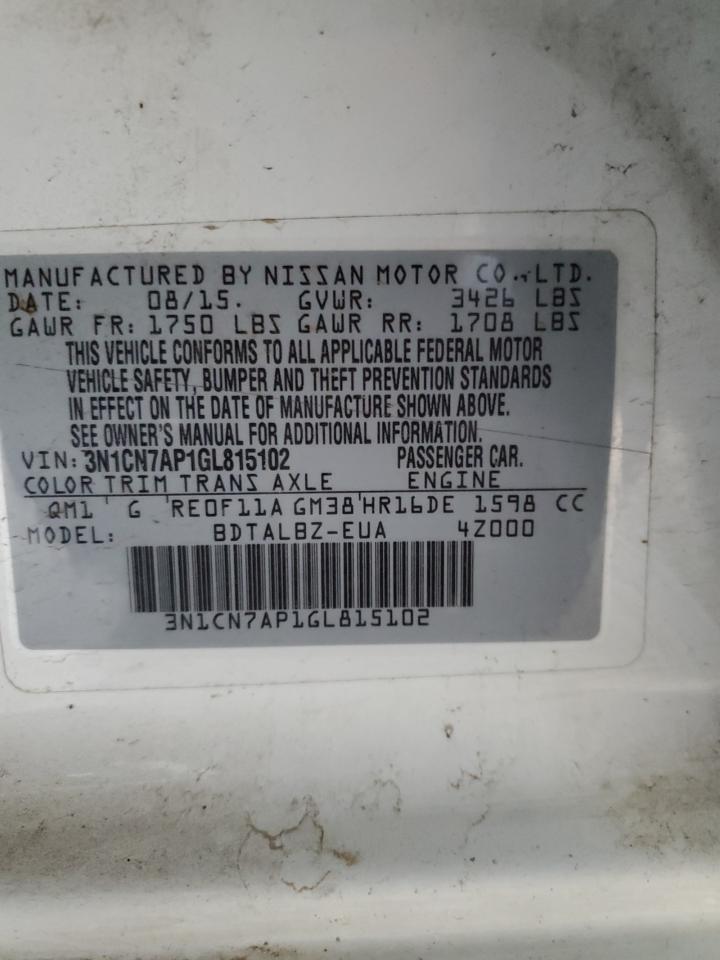 MANUFACTURED BY NISSAN MOTOR CO.,LTD.
DATE: 08/15. GVWR: 3426 LBS
GAWR FR: 1750 LBS GAWR RR: 1708 LBS
THIS VEHICLE CONFORMS TO ALL APPLICABLE FEDERAL MOTOR
VEHICLE SAFETY, BUMPER AND THEFT PREVENTION STANDARDS
IN EFFECT ON THE DATE OF MANUFACTURE SHOWN ABOVE.
SEE OWNER'S MANUAL FOR ADDITIONAL INFORMATION.
VIN: 3N1CN7AP1GL815102 PASSENGER CAR.
COLOR TRIM TRANS AXLE ENGINE
QM1 G RE0F11A GM38 HR16DE 1598 CC
MODEL: BDTALBZ-EUA 4Z000
3N1CN7AP1GL815102